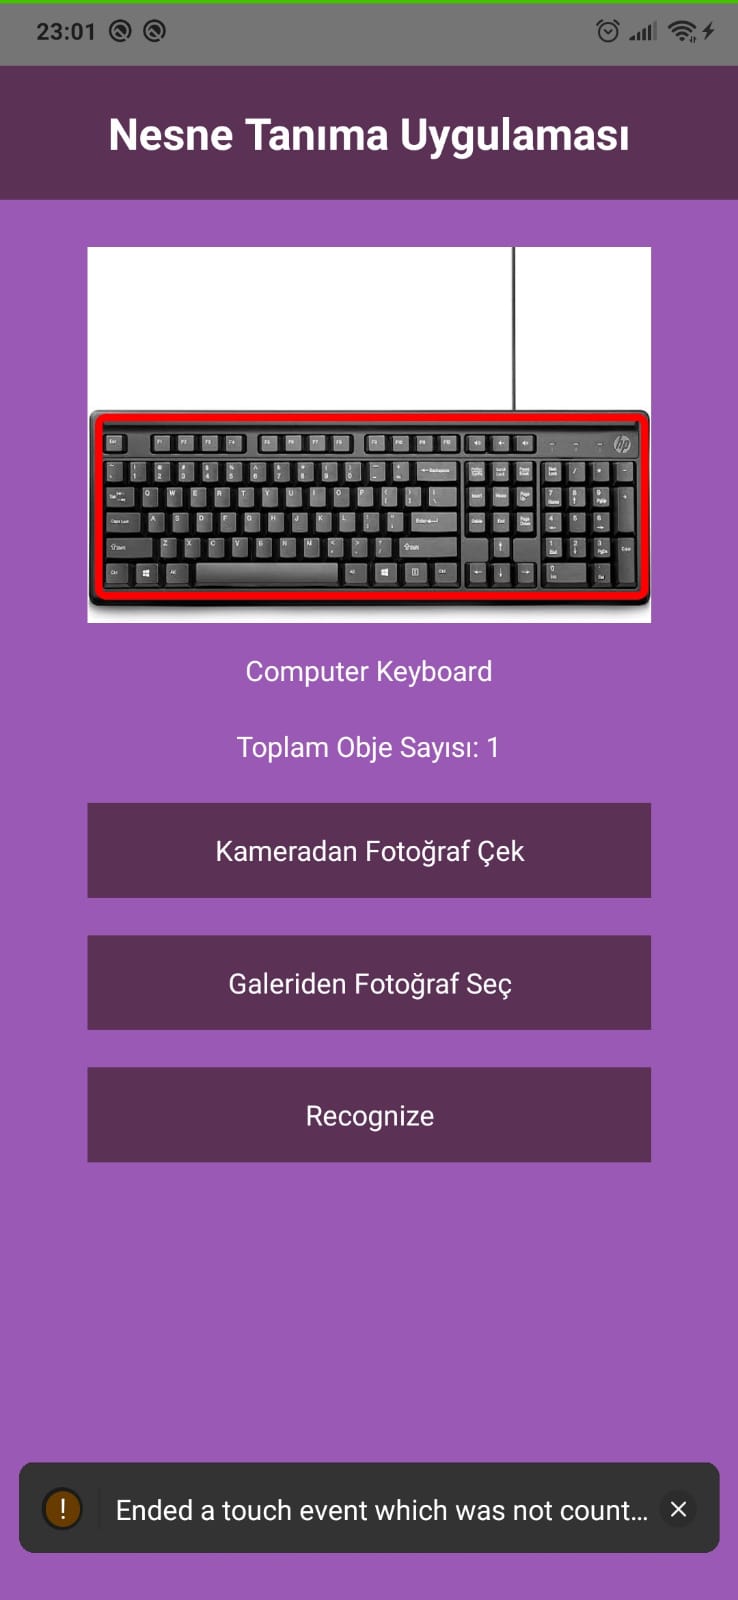 23:01
Nesne Tanıma Uygulaması
hp
Computer Keyboard
Toplam Obje Sayısı: 1
Kameradan Fotoğraf Çek
Galeriden Fotoğraf Seç
Recognize
! Ended a touch event which was not count...